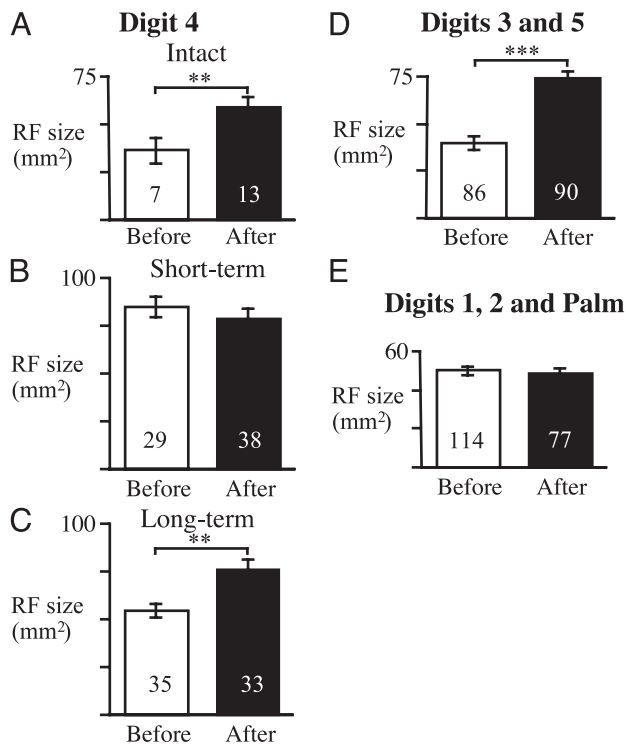 A
Digit 4
Intact
75
**
RF size
(mm²)
7
13
Before
After
B
Short-term
100
RF size
(mm²)
29
38
Before
After
C
Long-term
100
**
RF size
(mm²)
35
33
Before
After
D
Digits 3 and 5
75
***
RF size
(mm²)
86
90
Before
After
E
Digits 1, 2 and Palm
60
RF size
(mm²)
114
77
Before
After